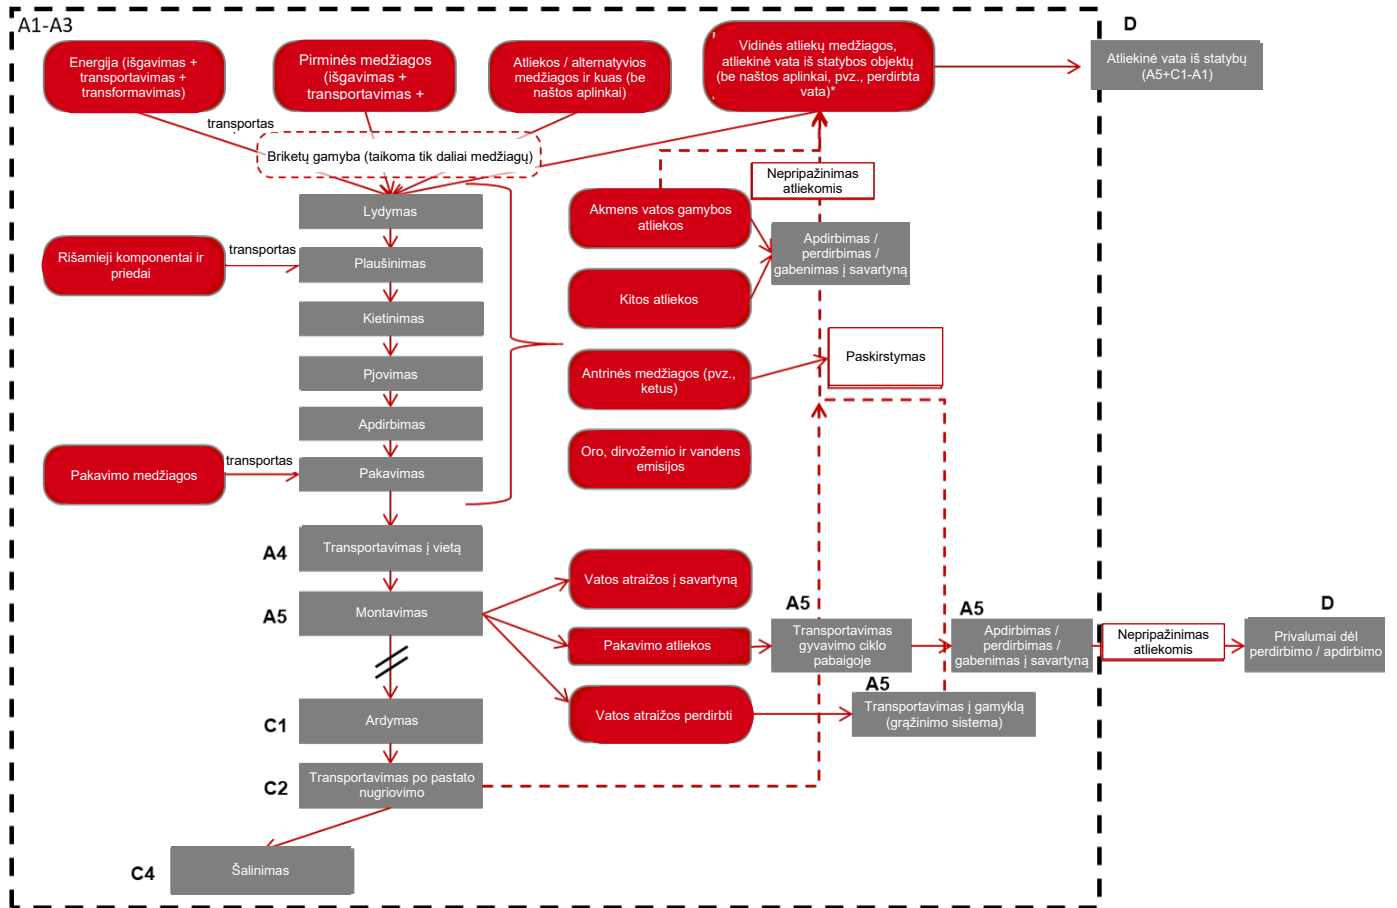 A1-A3
D
Energija (išgavimas +
transportavimas +
transformavimas)
Pirminės medžiagos
(išgavimas +
transportavimas +
Atliekos / alternatyvios
medžiagos ir kuas (be
naštos aplinkai)
Vidinės atliekų medžiagos,
atliekinė vata iš statybos objektų
(be naštos aplinkai, pvz., perdirbta
vata)*
Atliekinė vata iš statybų
(A5+C1-A1)
transportas
Briketų gamyba (taikoma tik daliai medžiagų)
Nepripažinimas
atliekomis
Lydymas
Akmens vatos gamybos
atliekos
Apdirbimas /
perdirbimas /
gabenimas į savartyną
Rišamieji komponentai ir
priedai
transportas
Plaušinimas
Kitos atliekos
Kietinimas
Paskirstymas
Pjovimas
Antrinės medžiagos (pvz.,
ketus)
Apdirbimas
Oro, dirvožemio ir vandens
emisijos
Pakavimo medžiagos
transportas
Pakavimas
A4
Transportavimas į vietą
Vatos atraižos į savartyną
A5
Montavimas
A5
A5
D
Pakavimo atliekos
Transportavimas
gyvavimo ciklo
pabaigoje
Apdirbimas /
perdirbimas /
gabenimas į savartyną
Nepripažinimas
atliekomis
Privalumai dėl
perdirbimo / apdirbimo
A5
Vatos atraižos perdirbti
Transportavimas į gamyklą
(grąžinimo sistema)
C1
Ardymas
C2
Transportavimas po pastato
nugriovimo
C4
Šalinimas